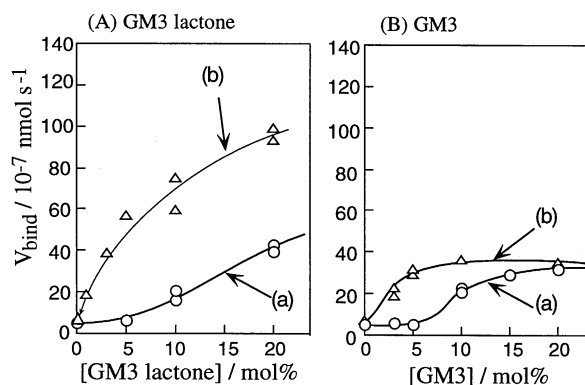 (A) GM3 lactone
(B) GM3
V_bind / 10^-7 nmol s^-1
140
120
100
80
60
40
20
0
(b)
(a)
0 5 10 15 20
[GM3 lactone] / mol%
140
120
100
80
60
40
20
0
(b)
(a)
0 5 10 15 20
[GM3] / mol%